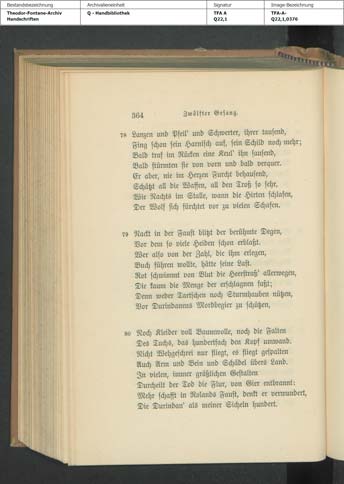 Bestandsbezeichnung Archivalieneinheit Signatur Image-Bezeichnung
Theodor-Fontane-Archiv Q - Handbibliothek TFA A TFA-A-
Handschriften Q22,1 Q22,1,0376
364 Zwölfter Gesang.
78 Lanzen und Pfeil' und Schwerter, ihrer tausend,
Fing schon sein Harnisch auf, sein Schild noch mehr;
Bald traf im Rücken eine Keul' ihn sausend,
Bald stürmten sie von vorn und bald verquer.
Er aber, nie im Herzen Furcht behausend,
Schätzt all die Waffen, all den Troß so sehr,
Wie Nachts im Stalle, wann die Hirten schlafen,
Der Wolf sich fürchtet vor zu vielen Schafen.
79 Nackt in der Faust blitzt der berühmte Degen,
Vor dem so viele Heiden schon erblaßt.
Wer also von der Zahl, die ihm erlegen,
Buch führen wollte, hätte seine Last.
Rot schwimmt von Blut die Heerstraß' allerwegen,
Die kaum die Menge der erschlagnen faßt;
Denn weder Tartschen noch Sturmhauben nützen,
Vor Durindannens Mordbegier zu schützen,
80 Noch Kleider voll Baumwolle, noch die Falten
Des Tuchs, das hundertfach den Kopf umwand.
Nicht Wehgeschrei nur fliegt, es fliegt gespalten
Auch Arm und Bein und Schädel übers Land.
In vielen, immer gräßlichen Gestalten
Durcheilt der Tod die Flur, von Gier entbrannt:
Mehr schafft in Rolands Faust, denkt er verwundert,
Die Durindan' als meiner Sicheln hundert.